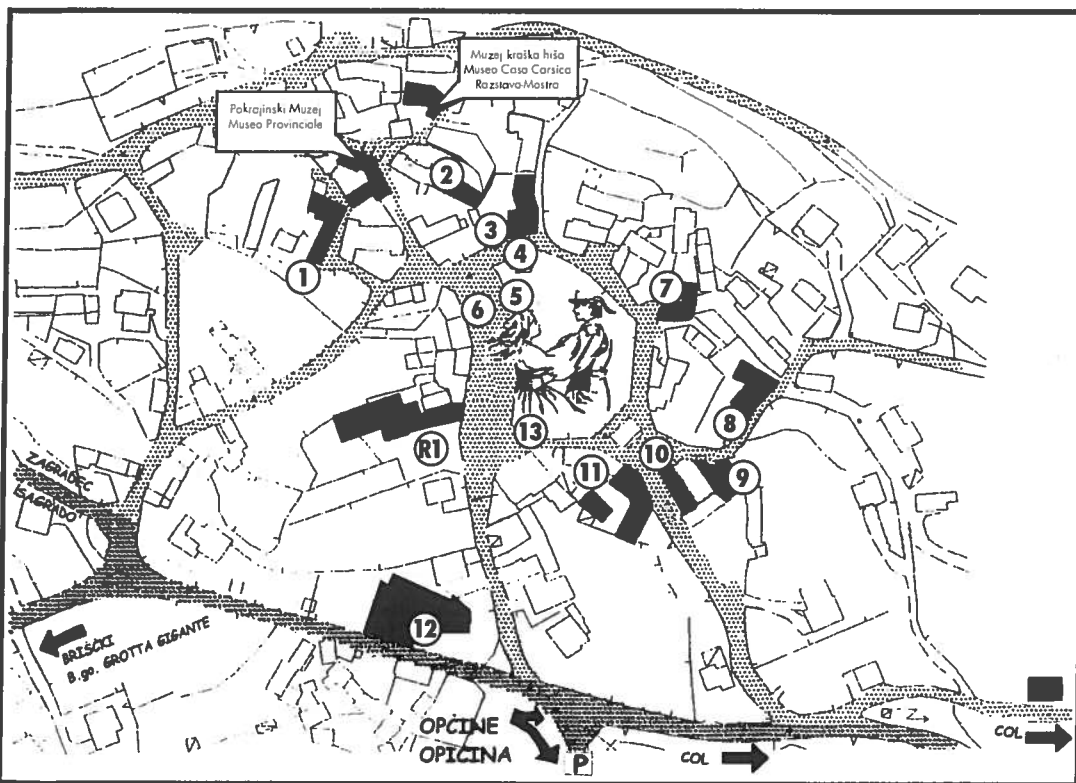 Muzej kraška hiša
Museo Casa Carsica
Razstava-Mostra
Pokrajinski Muzej
Museo Provinciale
2
3
4
1
7
5
6
8
13
R1
10
11
9
ZAGRADEC
SAGRADO
12
BRIŠČKI
B.go. GROTTA GIGANTE
OPČINE
OPICINA
P
COL
COL